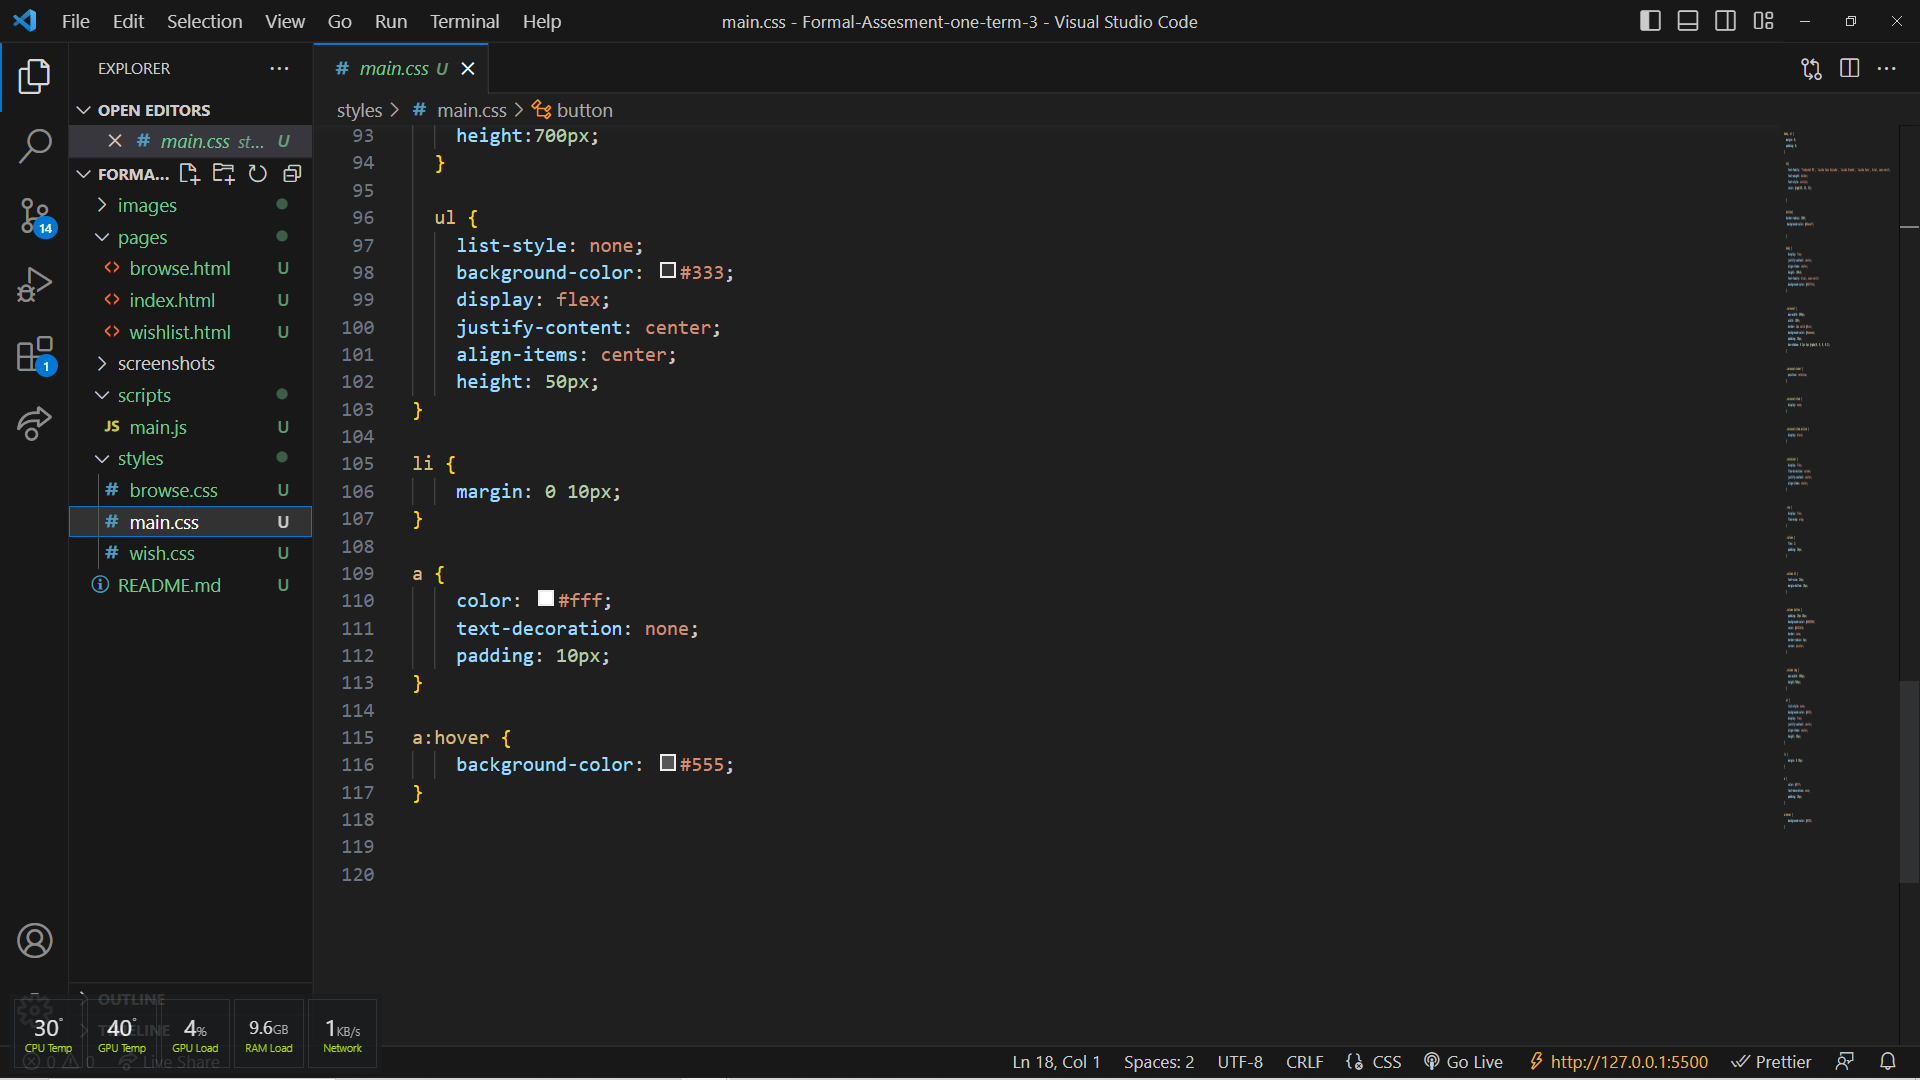 File Edit Selection View Go Run Terminal Help
main.css - Formal-Assesment-one-term-3 - Visual Studio Code
EXPLORER
OPEN EDITORS
main.css st... U
FORMA...
images
pages
browse.html U
index.html U
wishlist.html U
screenshots
scripts
JS main.js U
styles
# browse.css U
# main.css U
# wish.css U
README.md U
OUTLINE
TIMELINE
14
1
# main.css U
styles > # main.css > button
93 height:700px;
94 }
95
96 ul {
97 list-style: none;
98 background-color: #333;
99 display: flex;
100 justify-content: center;
101 align-items: center;
102 height: 50px;
103 }
104
105 li {
106 margin: 0 10px;
107 }
108
109 a {
110 color: #fff;
111 text-decoration: none;
112 padding: 10px;
113 }
114
115 a:hover {
116 background-color: #555;
117 }
118
119
120
30° 40° 4% 9.6GB 1KB/s
CPU Temp GPU Temp GPU Load RAM Load Network
0 0 Live Share
Ln 18, Col 1 Spaces: 2 UTF-8 CRLF {} CSS Go Live http://127.0.0.1:5500 Prettier